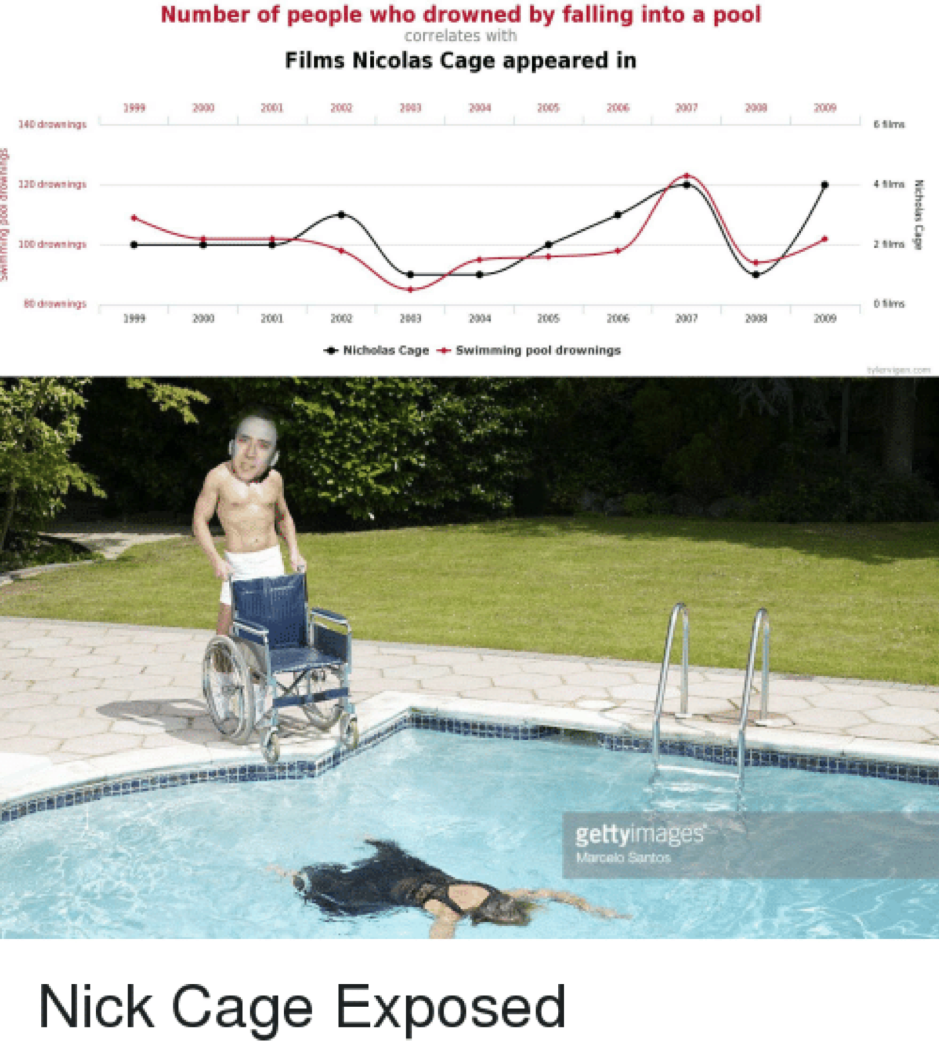 Number of people who drowned by falling into a pool
correlates with
Films Nicolas Cage appeared in
1999 2000 2001 2002 2003 2004 2005 2006 2007 2008 2009
140 drownings 6 films
120 drownings 4 films
100 drownings 2 films
80 drownings 0 films
Swimming pool drownings
Nicholas Cage
1999 2000 2001 2002 2003 2004 2005 2006 2007 2008 2009
Nicholas Cage Swimming pool drownings
tylervigen.com
gettyimages®
Marcelo Santos
Nick Cage Exposed